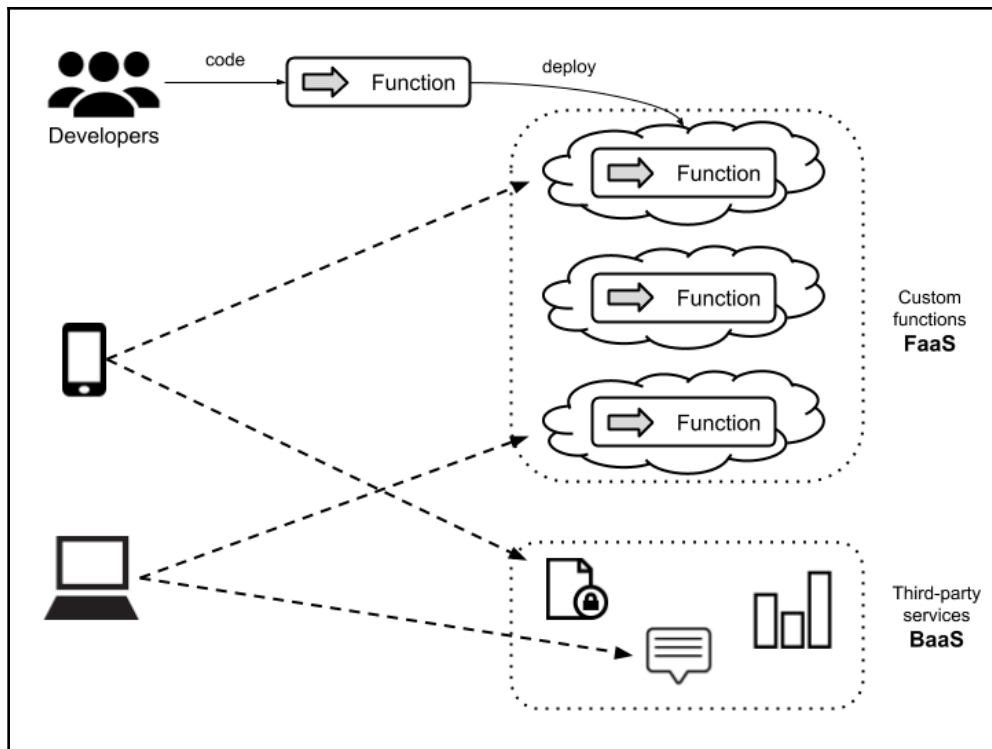 code
Function
deploy
Developers
Function
Function
Custom
functions
FaaS
Function
Third-party
services
BaaS